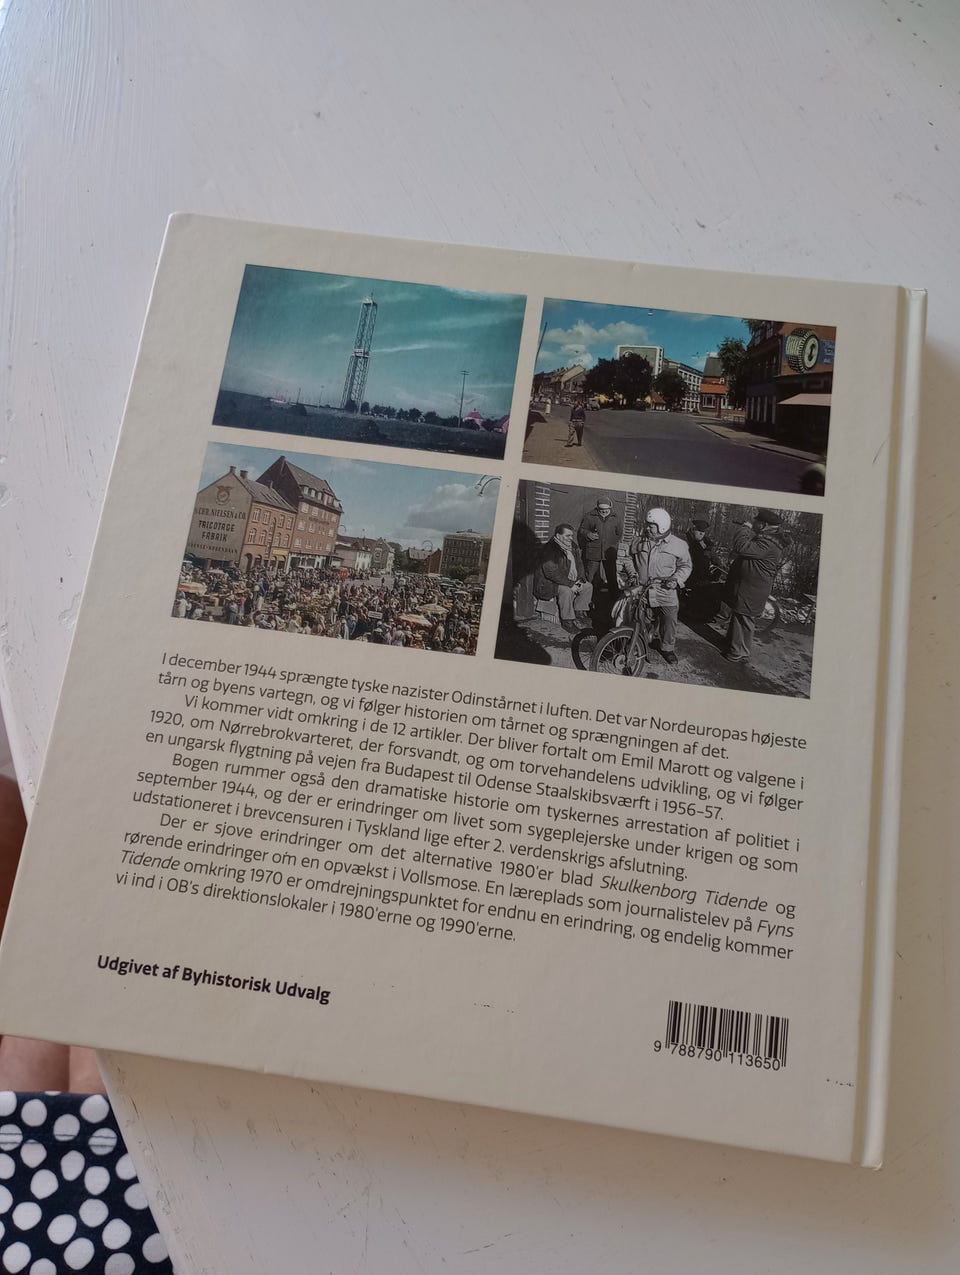 CHR. NIELSEN & CO.
TRICOTAGE
FABRIK
ODENSE-KØBENHAVN
I december 1944 sprængte tyske nazister Odinstårnet i luften. Det var Nordeuropas højeste
tårn og byens vartegn, og vi følger historien om tårnet og sprængningen af det.
Vi kommer vidt omkring i de 12 artikler. Der bliver fortalt om Emil Marott og valgene i
1920, om Nørrebrokvarteret, der forsvandt, og om torvehandelens udvikling, og vi følger
en ungarsk flygtning på vejen fra Budapest til Odense Staalskibsværft i 1956-57.
Bogen rummer også den dramatiske historie om tyskernes arrestation af politiet i
september 1944, og der er erindringer om livet som sygeplejerske under krigen og som
udstationeret i brevcensuren i Tyskland lige efter 2. verdenskrigs afslutning.
Der er sjove erindringer om det alternative 1980'er blad Skulkenborg Tidende og
rørende erindringer om en opvækst i Vollsmose. En læreplads som journalistelev på Fyns
Tidende omkring 1970 er omdrejningspunktet for endnu en erindring, og endelig kommer
vi ind i OB's direktionslokaler i 1980'erne og 1990'erne.
Udgivet af Byhistorisk Udvalg
9 788790 113650